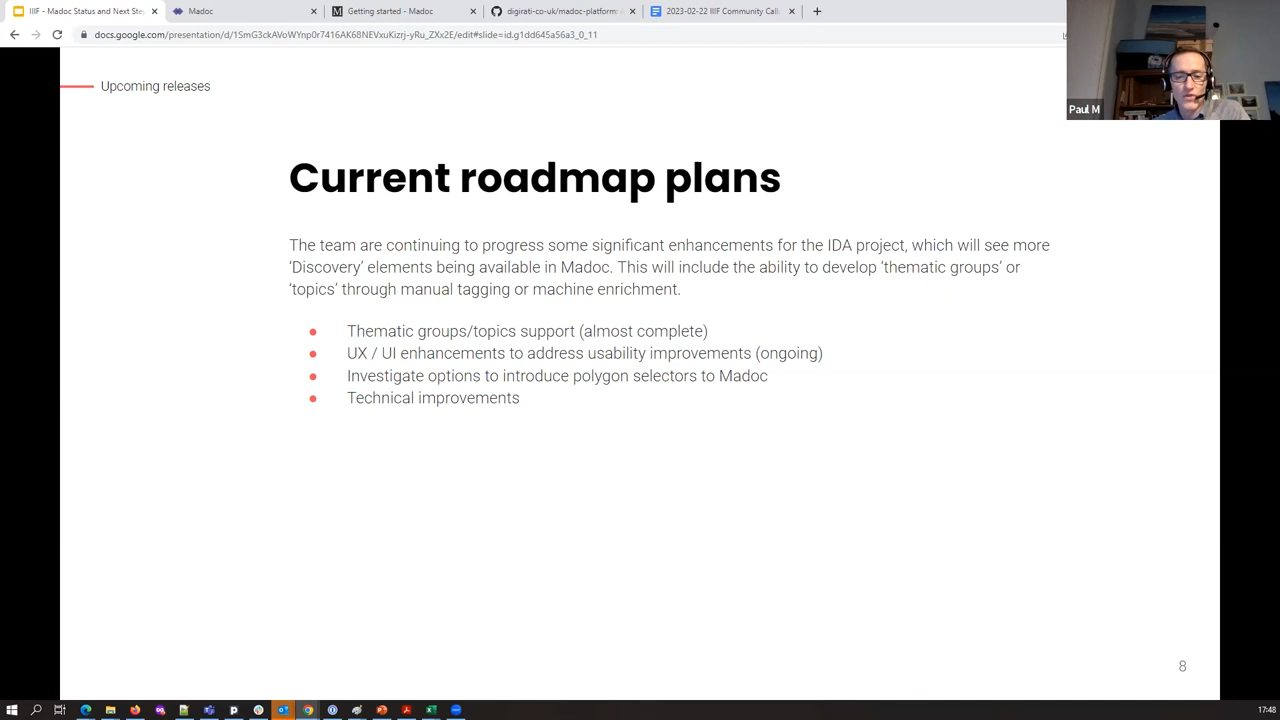 IIIF - Madoc Status and Next Ste
Madoc
Getting started - Madoc
digirati-co-uk/madoc-platform:
2023-02-22 IIIF Community Call
docs.google.com/presentation/d/1SmG3ckAVoWYnp0r7416AK68NEVxuKizrj-yRu_ZXx2E/edit#slide=id.g1dd645a56a3_0_11
Paul M
Upcoming releases
Current roadmap plans
The team are continuing to progress some significant enhancements for the IDA project, which will see more
‘Discovery’ elements being available in Madoc. This will include the ability to develop ‘thematic groups’ or
‘topics’ through manual tagging or machine enrichment.
● Thematic groups/topics support (almost complete)
● UX / UI enhancements to address usability improvements (ongoing)
● Investigate options to introduce polygon selectors to Madoc
● Technical improvements
8
17:48